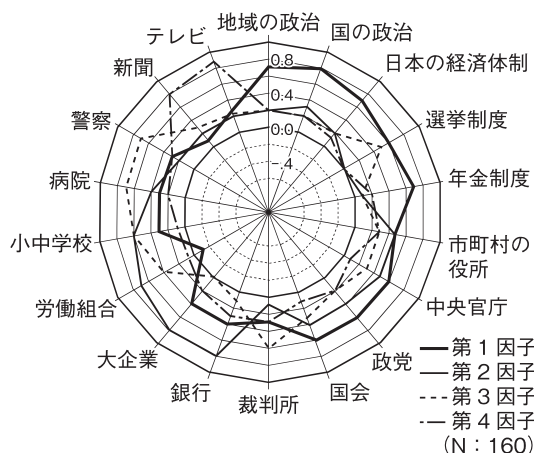 地域の政治
国の政治
日本の経済体制
選挙制度
年金制度
市町村の
役所
中央官庁
政党
国会
裁判所
銀行
大企業
労働組合
小中学校
病院
警察
新聞
テレビ
0.8
0.4
0.0
-.4
第1因子
第2因子
第3因子
第4因子
(N：160)